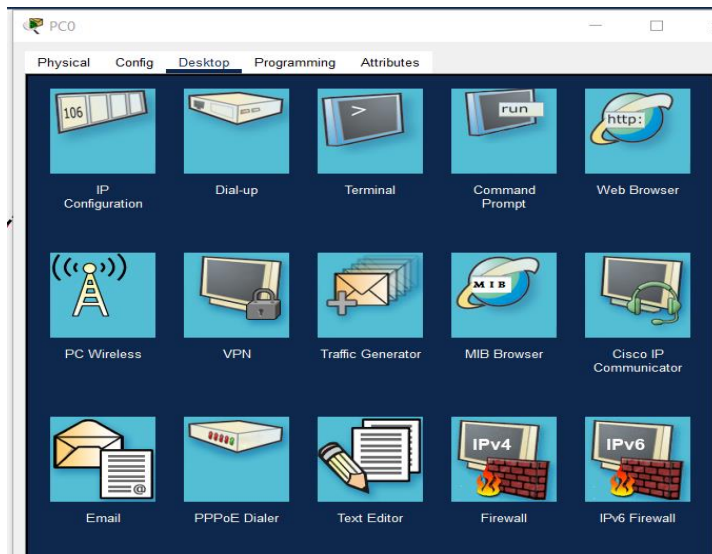 PC0
Physical Config Desktop Programming Attributes
106
>
run
http:
IP
Configuration
Dial-up
Terminal
Command
Prompt
Web Browser
MIB
PC Wireless
VPN
Traffic Generator
MIB Browser
Cisco IP
Communicator
@
IPv4
IPv6
Email
PPPoE Dialer
Text Editor
Firewall
IPv6 Firewall